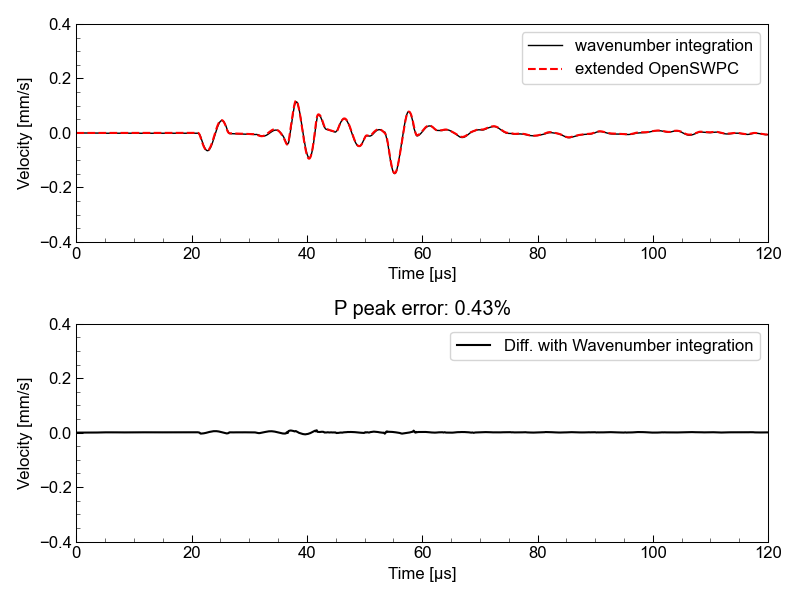 0.4
0.2
0.0
−0.2
−0.4
Velocity [mm/s]
wavenumber integration
extended OpenSWPC
0 20 40 60 80 100 120
Time [µs]
P peak error: 0.43%
0.4
0.2
0.0
−0.2
−0.4
Velocity [mm/s]
Diff. with Wavenumber integration
0 20 40 60 80 100 120
Time [µs]